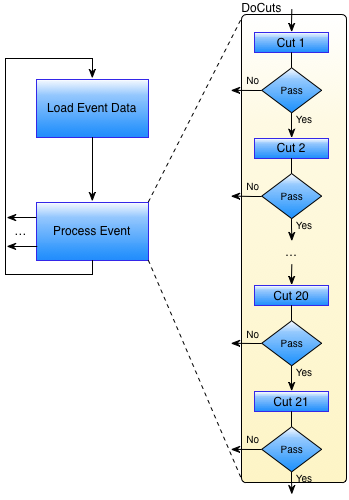 DoCuts
Cut 1
No
Pass
Yes
Load Event Data
Cut 2
No
Pass
Yes
Process Event
...
...
Cut 20
No
Pass
Yes
Cut 21
No
Pass
Yes